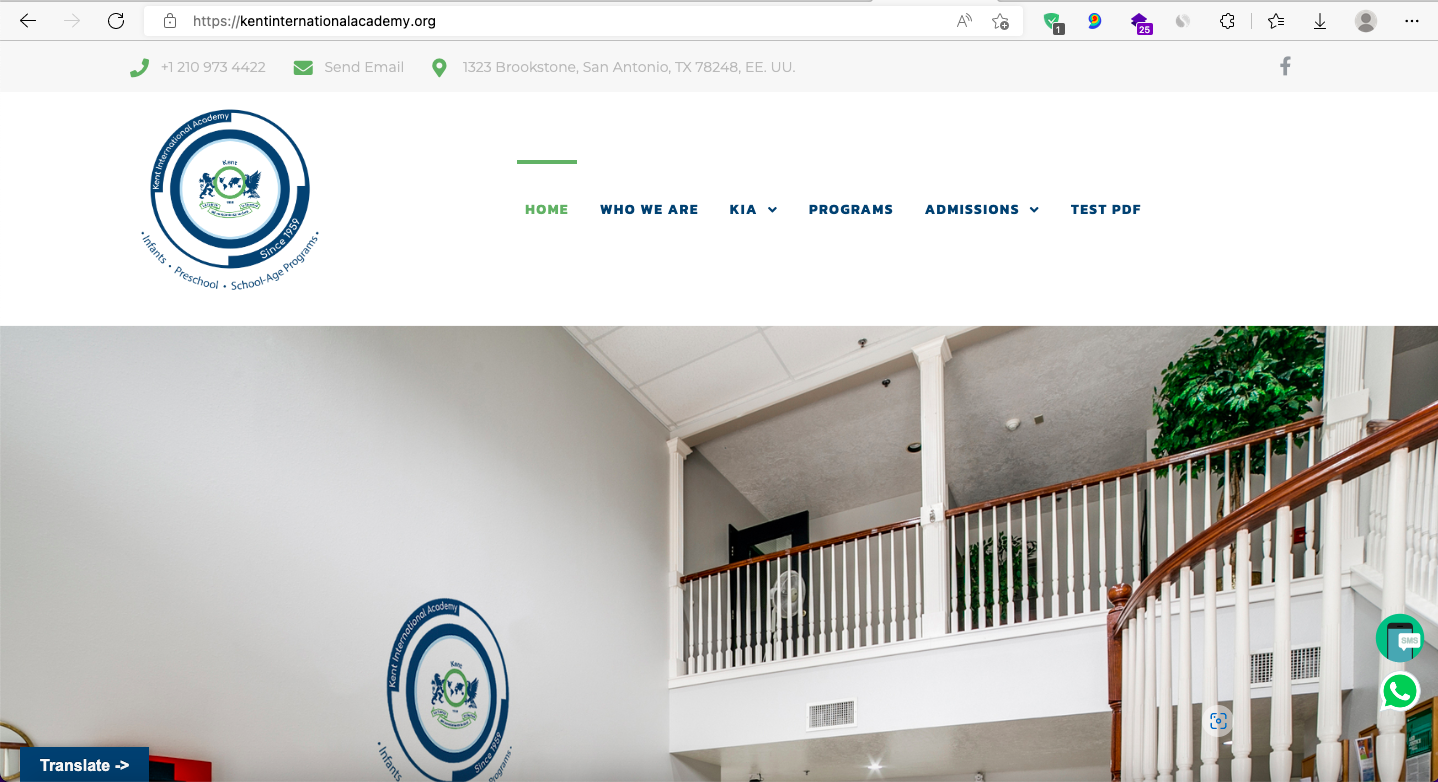 https://kentinternationalacademy.org
1
25
+1 210 973 4422
Send Email
1323 Brookstone, San Antonio, TX 78248, EE. UU.
Kent International Academy
Kent
Since 1959
• Infants • Preschool • School-Age Programs •
HOME
WHO WE ARE
KIA
PROGRAMS
ADMISSIONS
TEST PDF
Kent International Academy
Kent
Since 1959
• Infants
Programs •
SMS
Translate ->